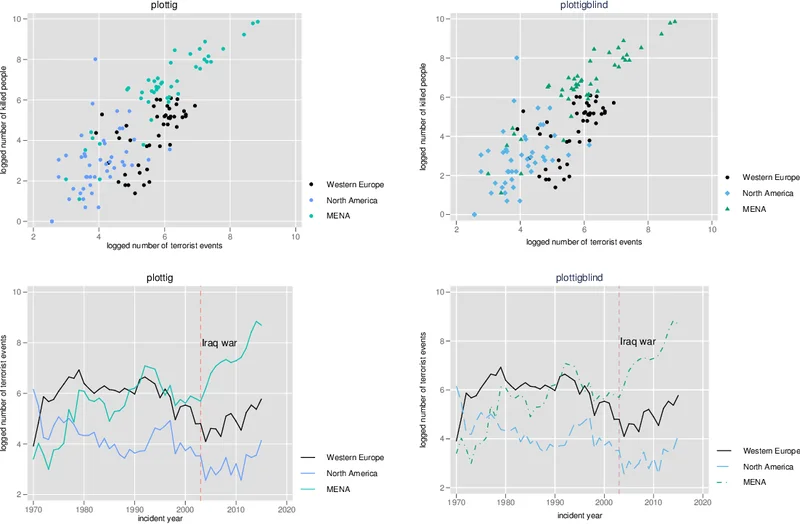 plottig
10
8
6
4
2
0
2
4
6
8
10
logged number of killed people
logged number of terrorist events
Western Europe
North America
MENA
plottigblind
10
8
6
4
2
0
2
4
6
8
10
logged number of killed people
logged number of terrorist events
Western Europe
North America
MENA
plottig
10
8
6
4
2
1970
1980
1990
2000
2010
2020
logged number of terrorist events
incident year
Iraq war
Western Europe
North America
MENA
plottigblind
10
8
6
4
2
1970
1980
1990
2000
2010
2020
logged number of terrorist events
incident year
Iraq war
Western Europe
North America
MENA